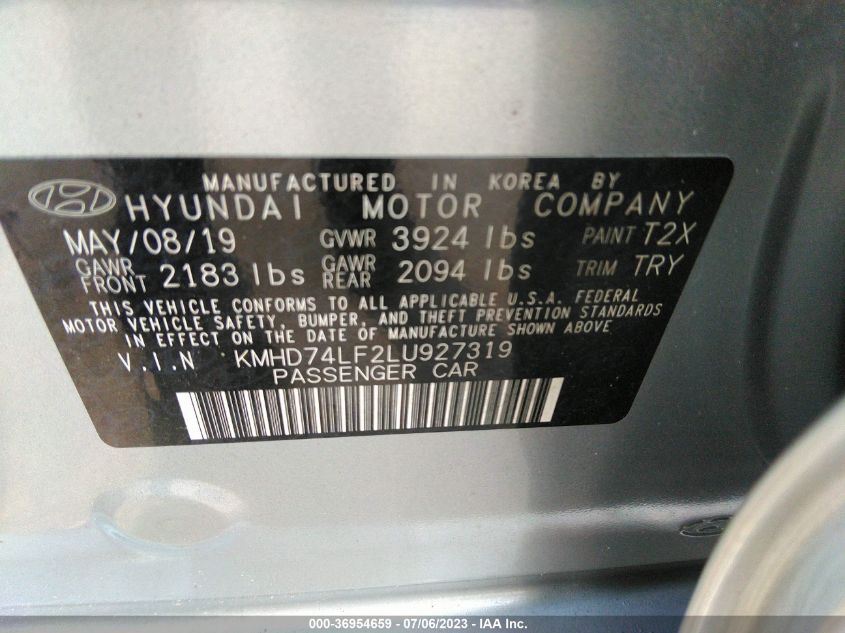 MANUFACTURED IN KOREA BY
HYUNDAI MOTOR COMPANY
MAY/08/19 GVWR 3924 lbs PAINT T2X
GAWR FRONT 2183 lbs GAWR REAR 2094 lbs TRIM TRY
THIS VEHICLE CONFORMS TO ALL APPLICABLE U.S.A. FEDERAL
MOTOR VEHICLE SAFETY, BUMPER, AND THEFT PREVENTION STANDARDS
IN EFFECT ON THE DATE OF MANUFACTURE SHOWN ABOVE
V.I.N KMHD74LF2LU927319
PASSENGER CAR
000-36954659 - 07/06/2023 - IAA Inc.